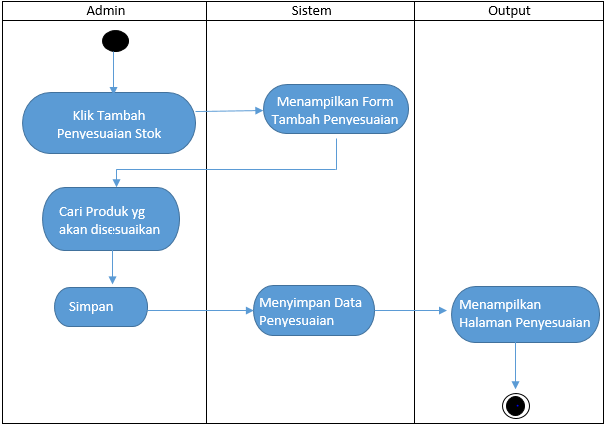 Admin
Sistem
Output
Klik Tambah
Penyesuaian Stok
Menampilkan Form
Tambah Penyesuaian
Cari Produk yg
akan disesuaikan
Simpan
Menyimpan Data
Penyesuaian
Menampilkan
Halaman Penyesuaian